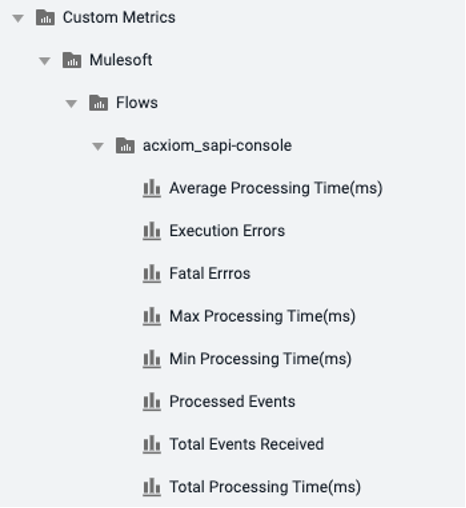 Custom Metrics
Mulesoft
Flows
acxiom_sapi-console
Average Processing Time(ms)
Execution Errors
Fatal Errros
Max Processing Time(ms)
Min Processing Time(ms)
Processed Events
Total Events Received
Total Processing Time(ms)